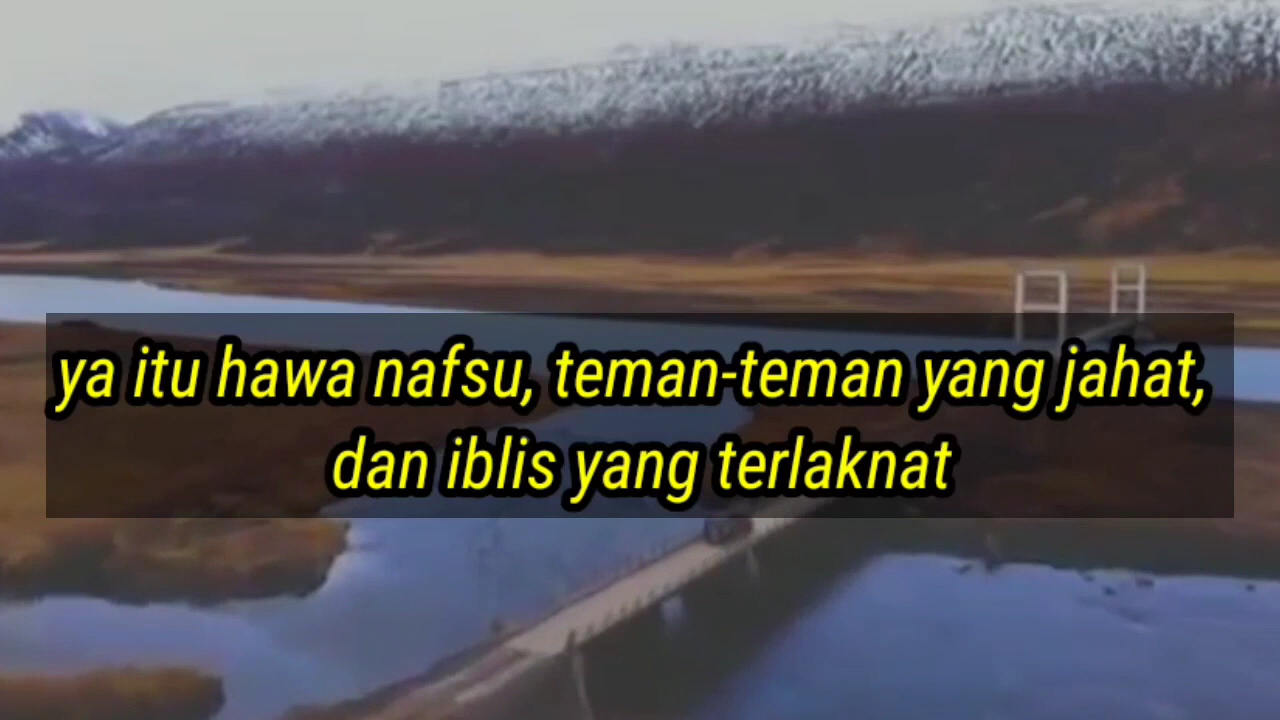 ya itu hawa nafsu, teman-teman yang jahat,
dan iblis yang terlaknat